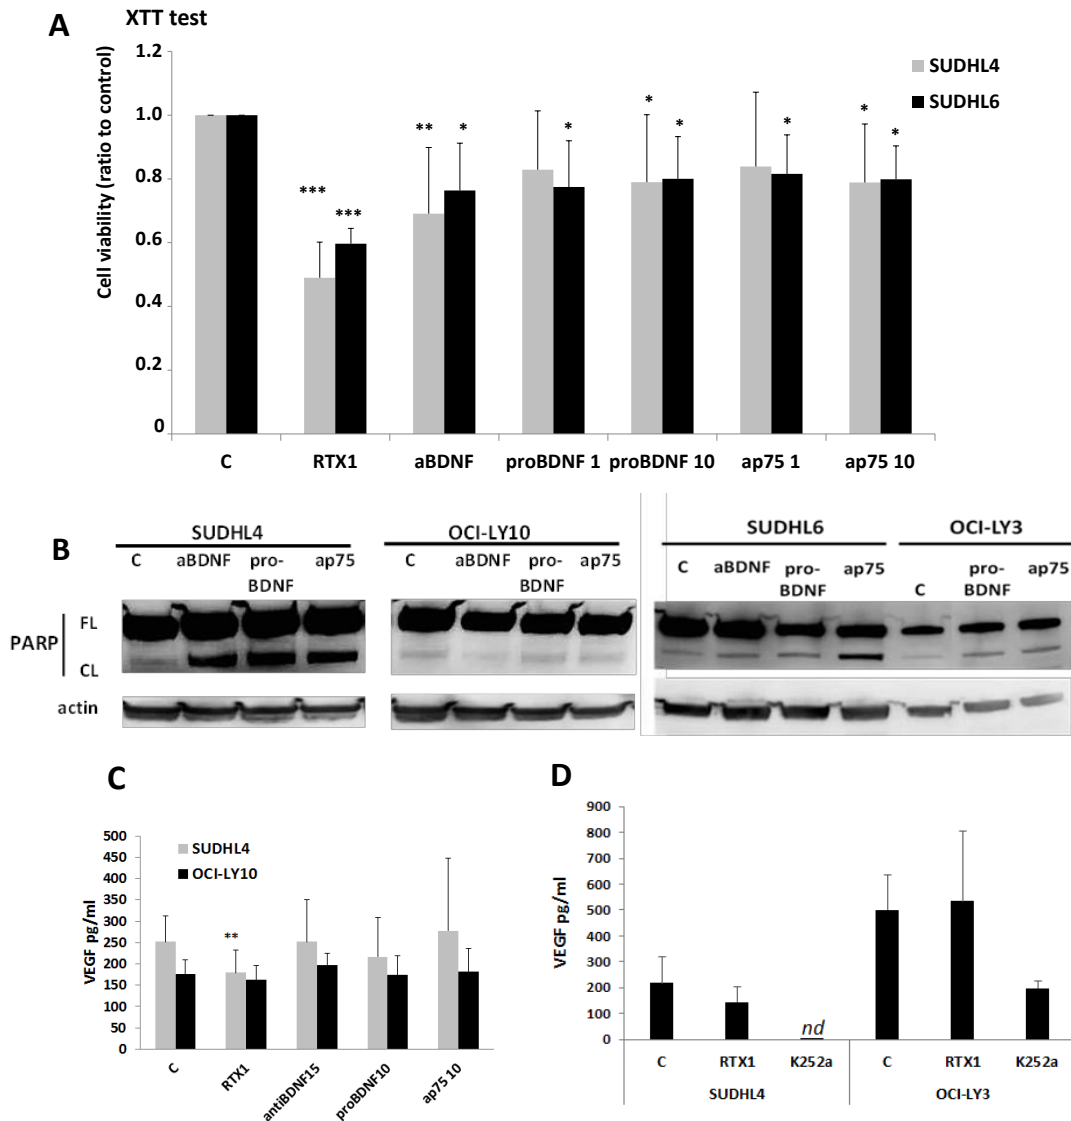 A
XTT test
Cell viability (ratio to control)
1.2
1.0
0.8
0.6
0.4
0.2
0
SUDHL4
SUDHL6
***
***
**
*
*
*
*
*
*
*
C RTX1 aBDNF proBDNF 1 proBDNF 10 ap75 1 ap75 10
B
SUDHL4
C aBDNF pro- ap75
BDNF
OCI-LY10
C aBDNF pro- ap75
BDNF
SUDHL6 OCI-LY3
C aBDNF pro- ap75 C pro- ap75
BDNF BDNF
PARP
FL
CL
actin
C
VEGF pg/ml
500
450
400
350
300
250
200
150
100
50
0
SUDHL4
OCI-LY10
**
C RTX1 antiBDNF15 proBDNF10 ap75 10
D
VEGF pg/ml
900
800
700
600
500
400
300
200
100
0
nd
C RTX1 K252a C RTX1 K252a
SUDHL4 OCI-LY3